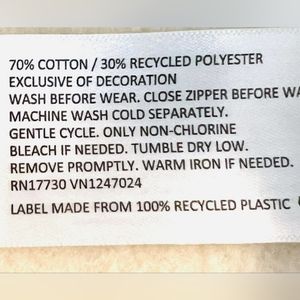 70% COTTON / 30% RECYCLED POLYESTER
EXCLUSIVE OF DECORATION
WASH BEFORE WEAR. CLOSE ZIPPER BEFORE WA
MACHINE WASH COLD SEPARATELY.
GENTLE CYCLE. ONLY NON-CHLORINE
BLEACH IF NEEDED. TUMBLE DRY LOW.
REMOVE PROMPTLY. WARM IRON IF NEEDED.
RN17730 VN1247024
LABEL MADE FROM 100% RECYCLED PLASTIC